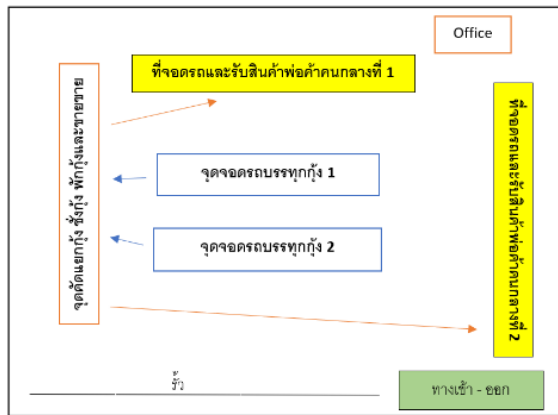 Office
ที่จอดรถและรับสินค้าพ่อค้าคนกลางที่ 1
จุดคัดแยกกุ้ง ชั่งกุ้ง พักกุ้งและขายขาย
จุดจอดรถบรรทุกกุ้ง 1
ที่จอดรถและรับสินค้าพ่อค้าคนกลางที่ 2
จุดจอดรถบรรทุกกุ้ง 2
รั้ว
ทางเข้า - ออก